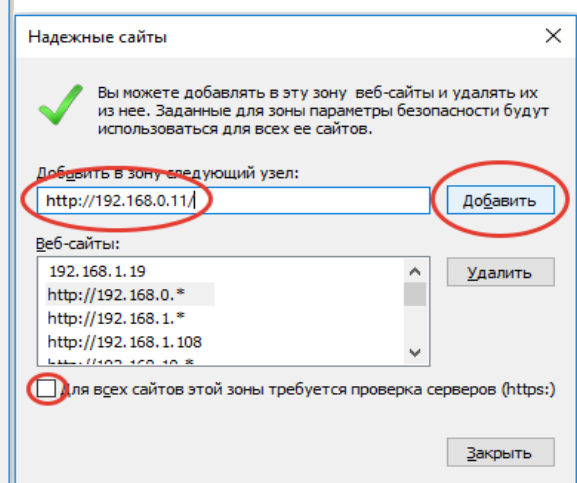 Надежные сайты
Вы можете добавлять в эту зону веб-сайты и удалять их
из нее. Заданные для зоны параметры безопасности будут
использоваться для всех ее сайтов.
Добавить в зону следующий узел:
http://192.168.0.11/
Добавить
Веб-сайты:
192.168.1.19
Удалить
http://192.168.0.*
http://192.168.1.*
http://192.168.1.108
Для всех сайтов этой зоны требуется проверка серверов (https:)
Закрыть